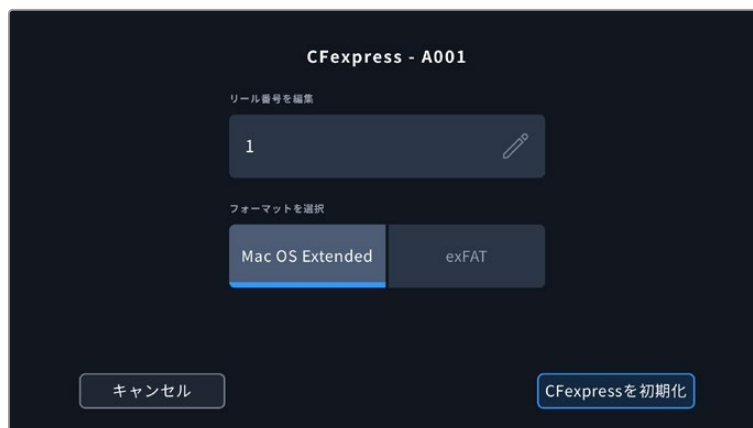 CFexpress - A001
リール番号を編集
1
フォーマットを選択
Mac OS Extended
exFAT
キャンセル
CFexpressを初期化